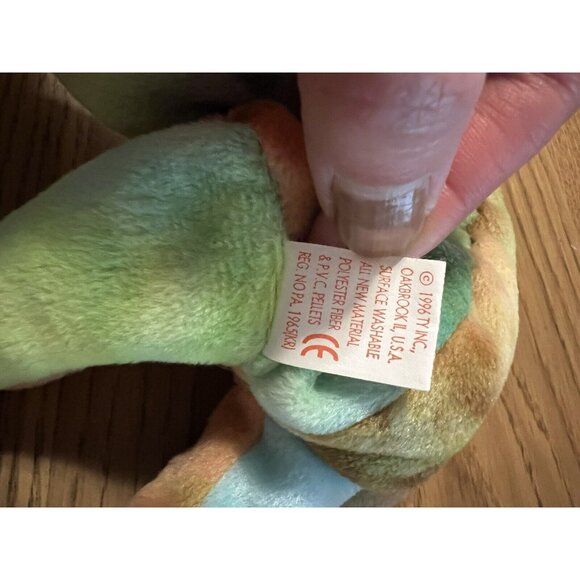 © 1996 TY INC.,
OAKBROOK IL, U.S.A.
SURFACE WASHABLE
ALL NEW MATERIAL
POLYESTER FIBER
& P.V.C. PELLETS
REG. NO PA. 1965(KR)
CE